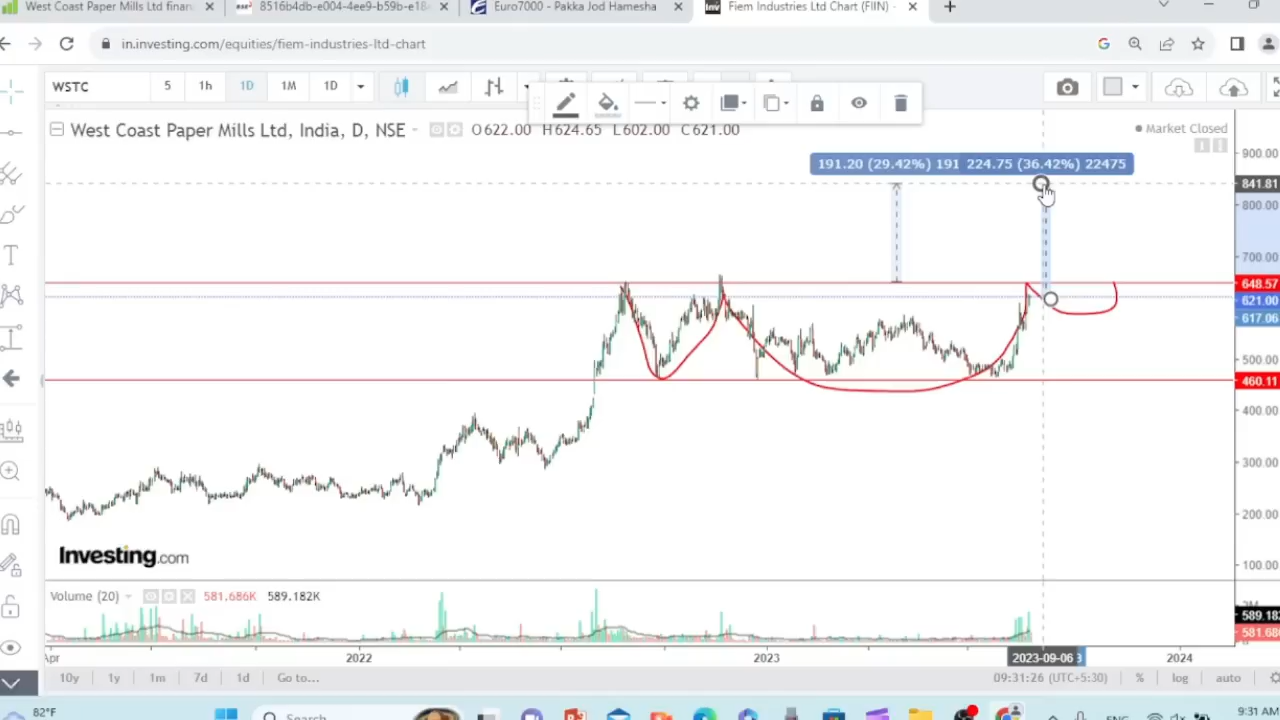 West Coast Paper Mills Ltd finan
8516b4db-e004-4ee9-b59b-e18
Euro7000 - Pakka Jod Hamesha
Fiem Industries Ltd Chart (FIIN)
in.investing.com/equities/fiem-industries-ltd-chart
WSTC 5 1h 1D 1M 1D
West Coast Paper Mills Ltd, India, D, NSE O622.00 H624.65 L602.00 C621.00
Market Closed
900.00
191.20 (29.42%) 191 224.75 (36.42%) 22475
841.81
800.00
700.00
648.57
621.00
617.06
500.00
460.11
400.00
300.00
200.00
Investing.com
100.00
Volume (20) 581.686K 589.182K
589.182
581.686
Apr 2022 2023 2023-09-06 2024
10y 1y 1m 7d 1d Go to... 09:31:26 (UTC+5:30) % log auto
82°F
Search
ENG
9:31 AM